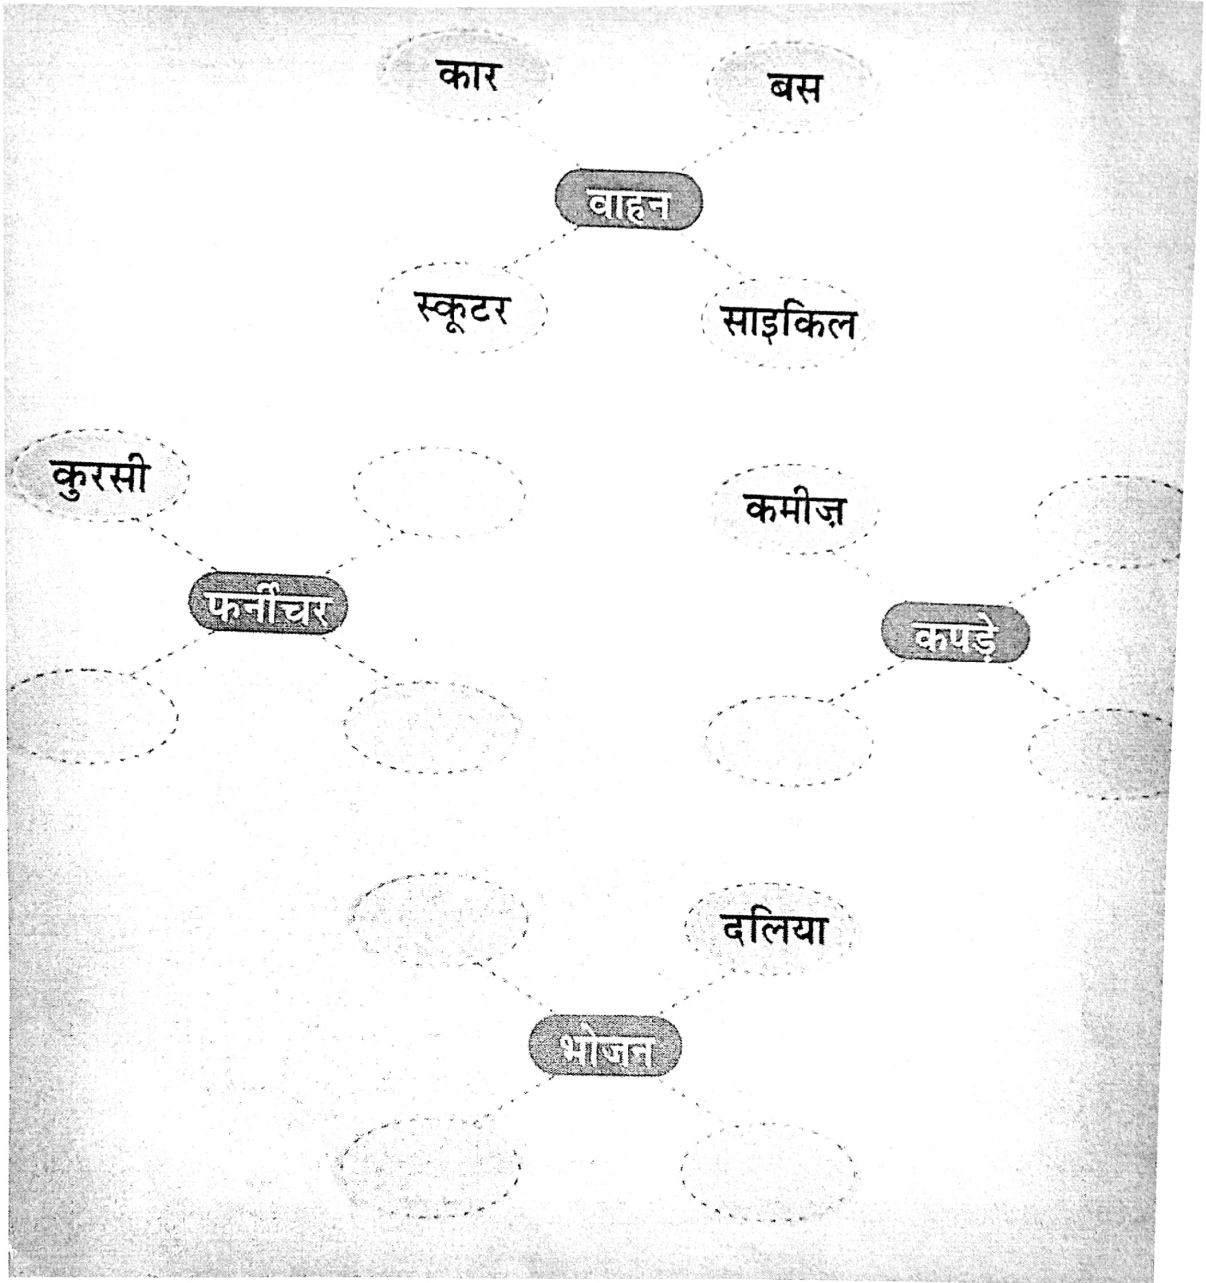 कार
बस
वाहन
स्कूटर
साइकिल
कुरसी
फर्नीचर
कमीज़
कपड़े
दलिया
भोजन